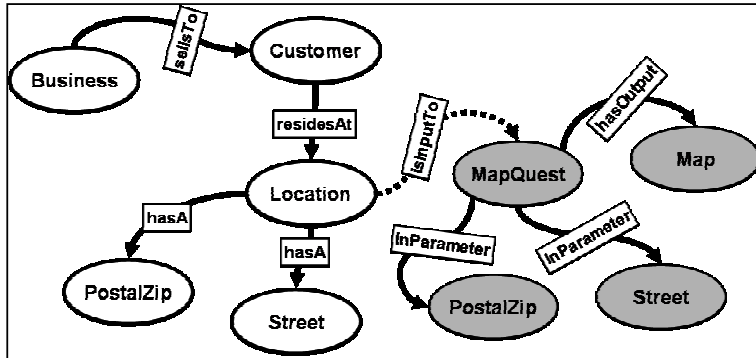 Business
sellsTo
Customer
residesAt
Location
isInputTo
MapQuest
hasOutput
Map
hasA
PostalZip
hasA
Street
inParameter
PostalZip
inParameter
Street